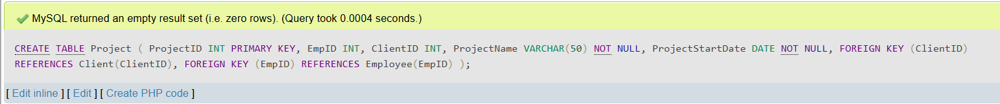 MySQL returned an empty result set (i.e. zero rows). (Query took 0.0004 seconds.)
CREATE TABLE Project ( ProjectID INT PRIMARY KEY, EmpID INT, ClientID INT, ProjectName VARCHAR(50) NOT NULL, ProjectStartDate DATE NOT NULL, FOREIGN KEY (ClientID)
REFERENCES Client(ClientID), FOREIGN KEY (EmpID) REFERENCES Employee(EmpID) );
[ Edit inline ] [ Edit ] [ Create PHP code ]